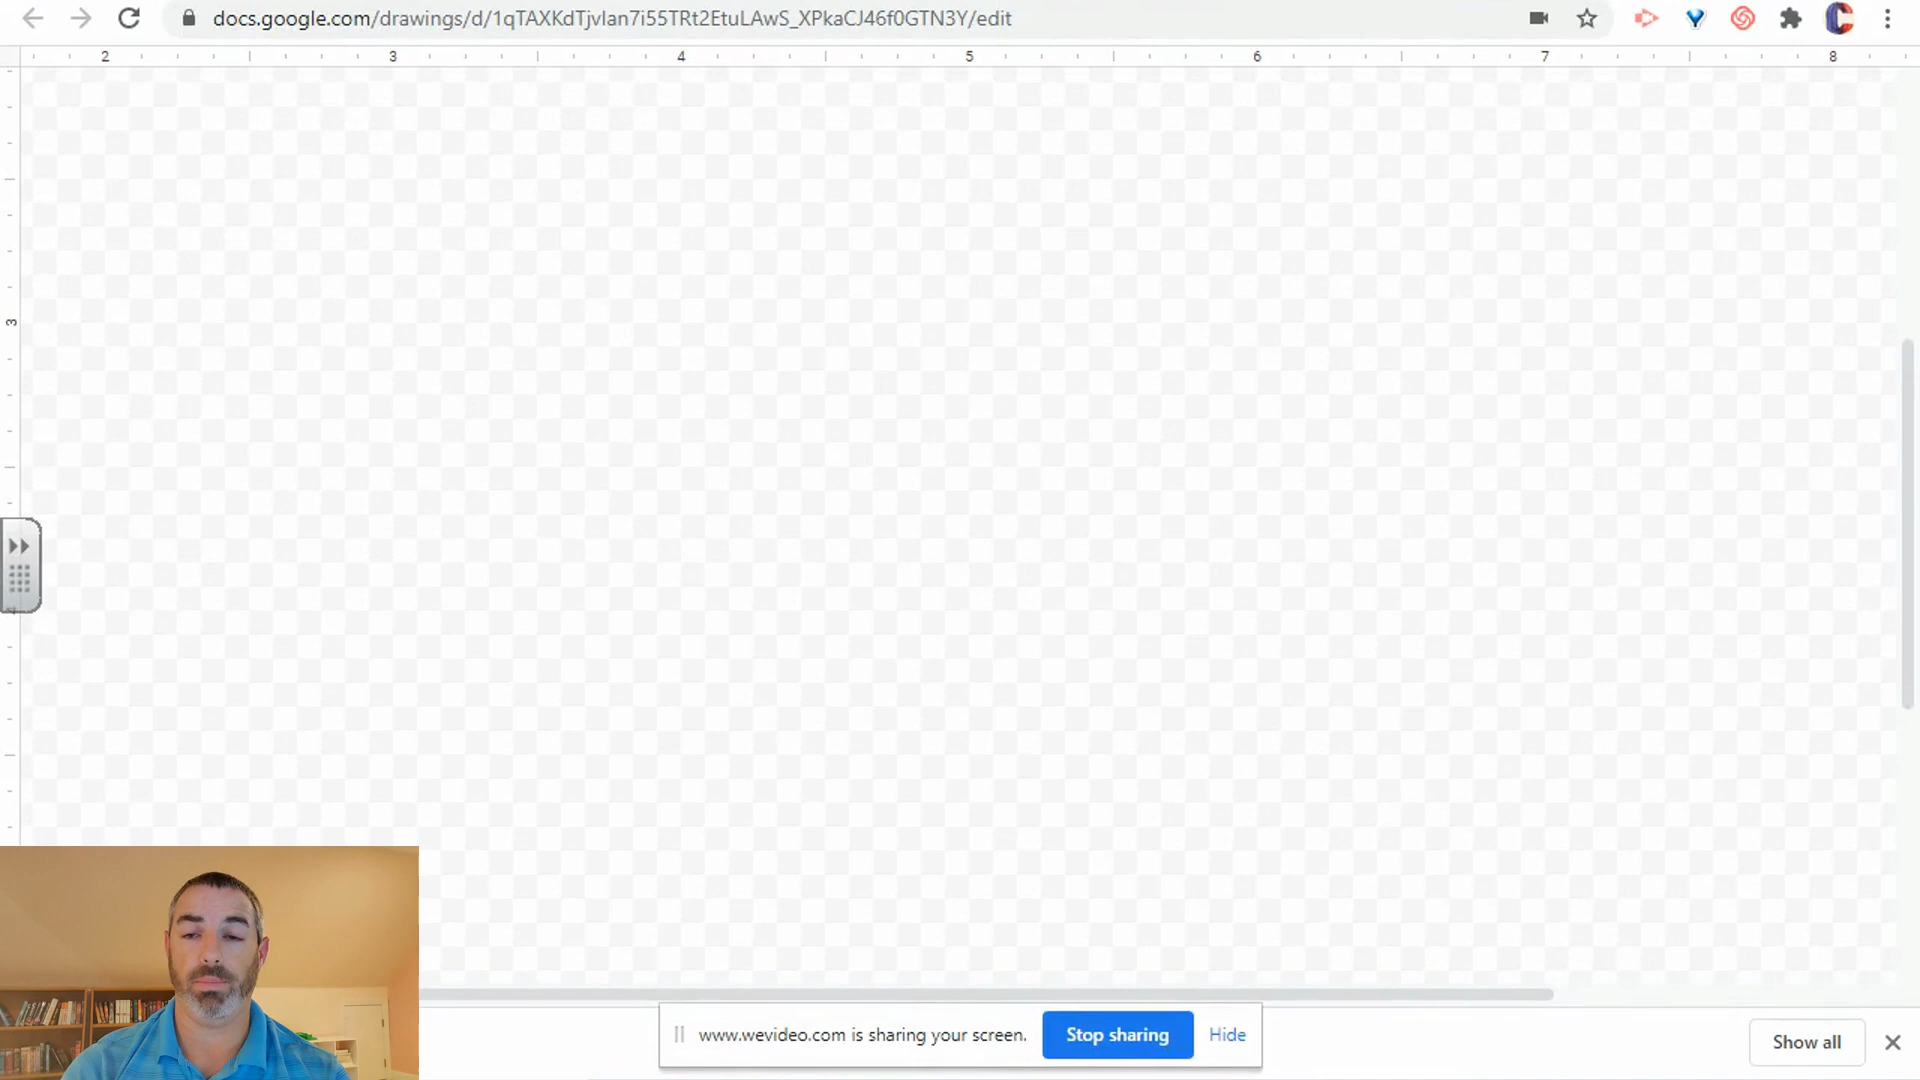 docs.google.com/drawings/d/1qTAXKdTjvIan7i55TRt2EtuLAwS_XPkaCJ46f0GTN3Y/edit
2 3 4 5 6 7 8
3
www.wevideo.com is sharing your screen. Stop sharing Hide
Show all